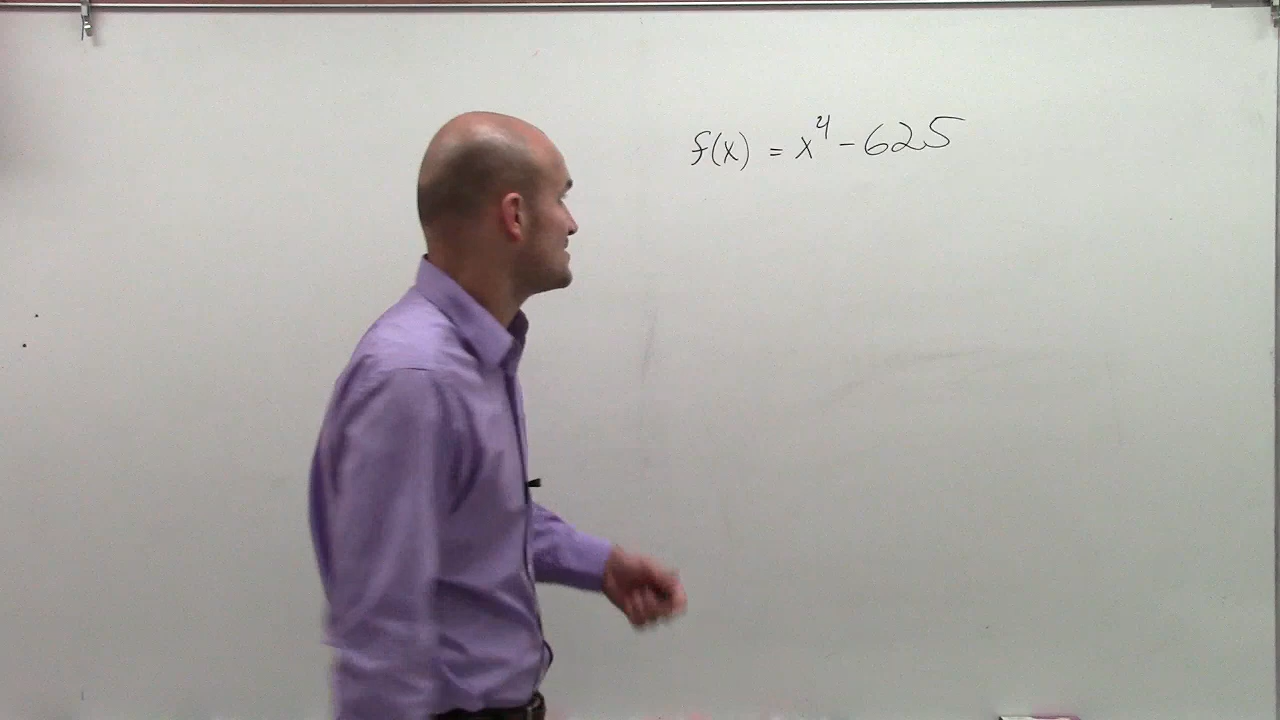 f(x) = x⁴ - 625